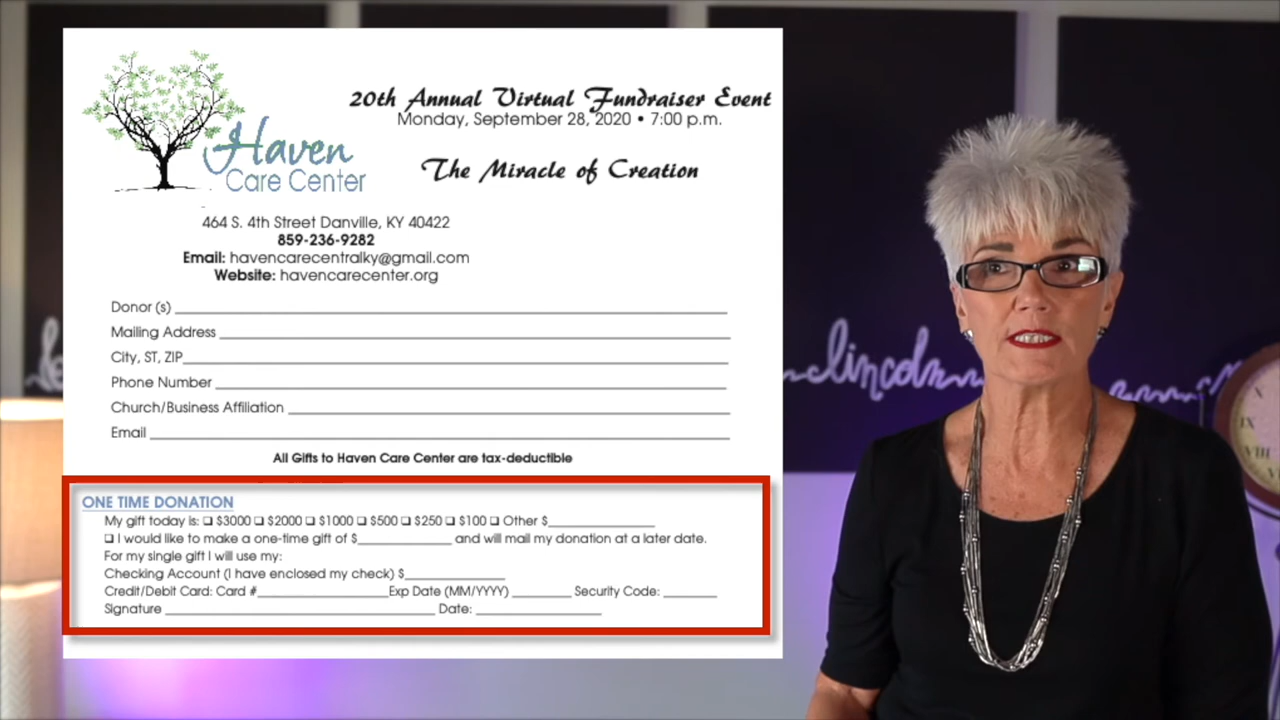 Haven
Care Center
20th Annual Virtual Fundraiser Event
Monday, September 28, 2020 • 7:00 p.m.
The Miracle of Creation
464 S. 4th Street Danville, KY 40422
859-236-9282
Email: havencarecentralky@gmail.com
Website: havencarecenter.org
Donor (s)
Mailing Address
City, ST, ZIP
Phone Number
Church/Business Affiliation
Email
All Gifts to Haven Care Center are tax-deductible
ONE TIME DONATION
My gift today is: ❑ $3000 ❑ $2000 ❑ $1000 ❑ $500 ❑ $250 ❑ $100 ❑ Other $
❑ I would like to make a one-time gift of $ and will mail my donation at a later date.
For my single gift I will use my:
Checking Account (I have enclosed my check) $
Credit/Debit Card: Card # Exp Date (MM/YYYY) Security Code:
Signature Date:
lincoln
X
IX
VIII